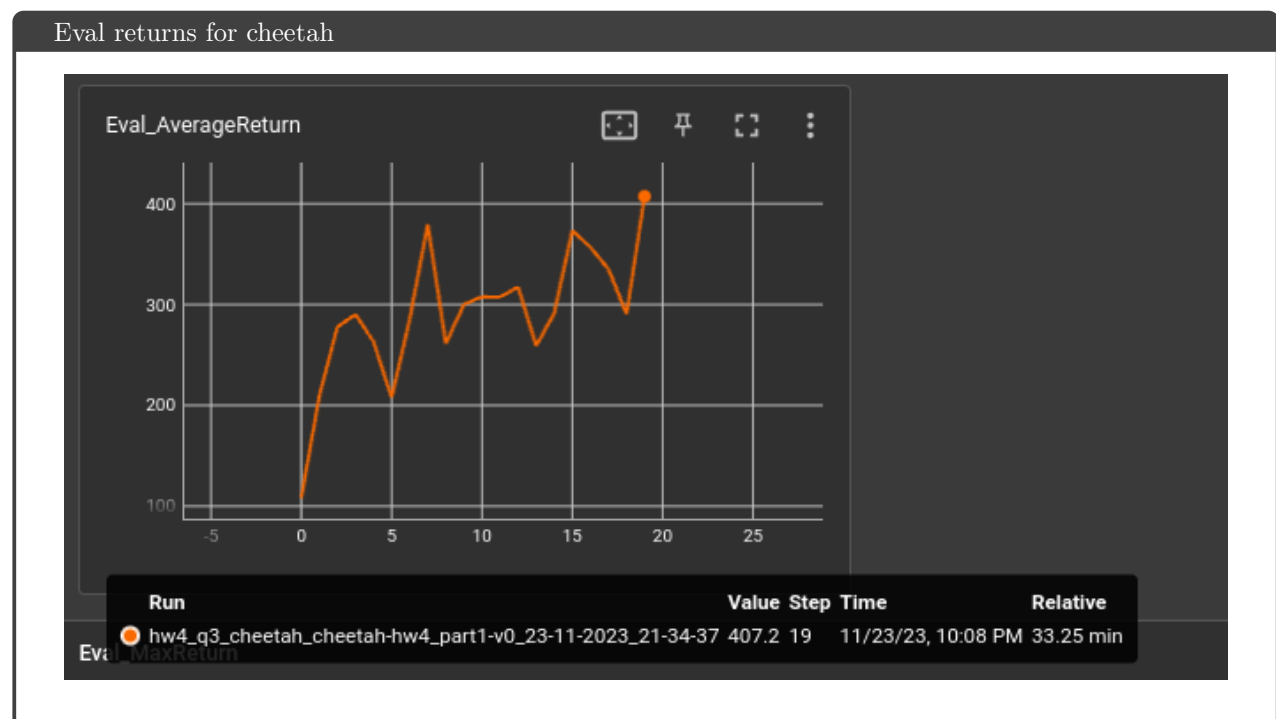 Eval returns for cheetah
Eval_AverageReturn
400
300
200
100
-5 0 5 10 15 20 25
Run Value Step Time Relative
hw4_q3_cheetah_cheetah-hw4_part1-v0_23-11-2023_21-34-37 407.2 19 11/23/23, 10:08 PM 33.25 min
Eval_MaxReturn